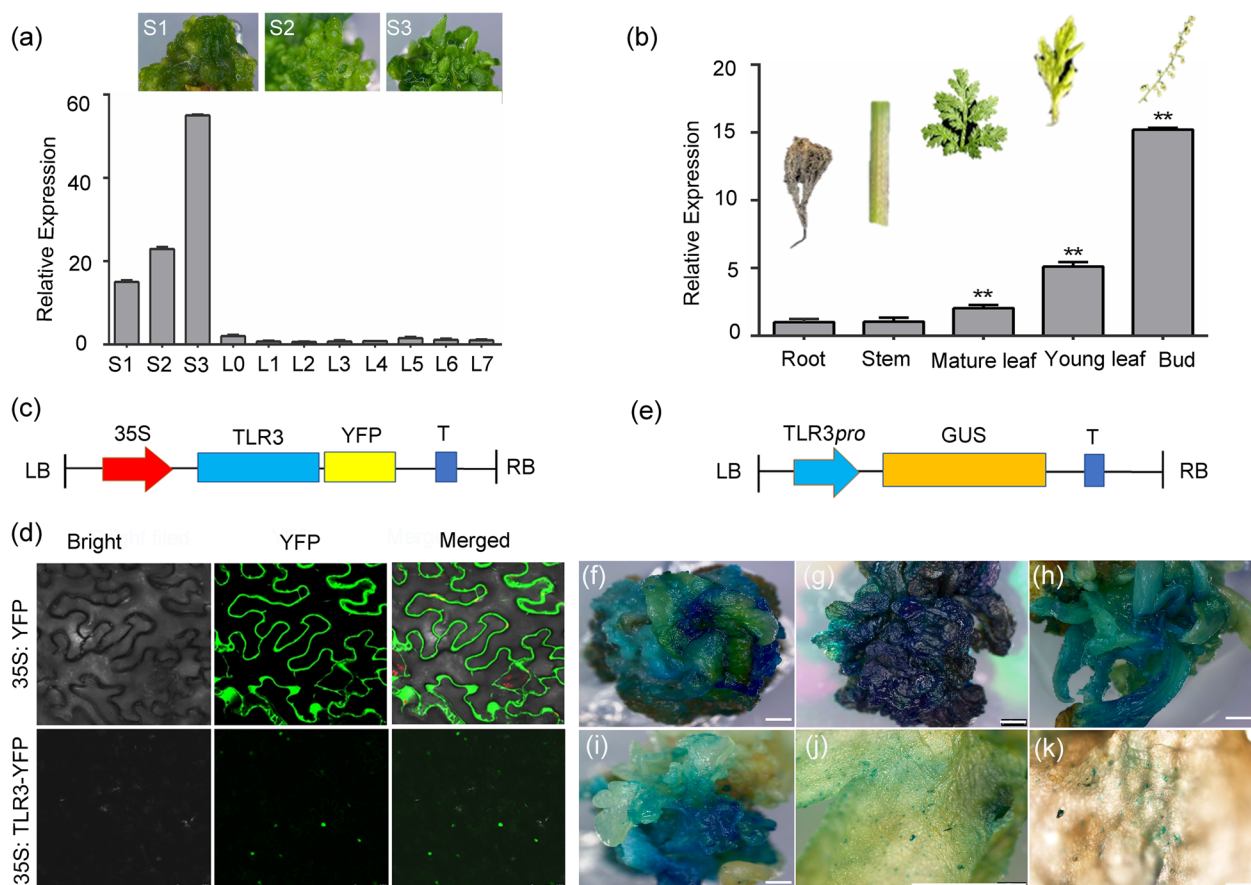 (a)
S1 S2 S3
60
40
20
0
Relative Expression
S1 S2 S3 L0 L1 L2 L3 L4 L5 L6 L7
(b)
20
15
10
5
0
Relative Expression
** ** **
Root Stem Mature leaf Young leaf Bud
(c)
35S TLR3 YFP T
LB RB
(e)
TLR3pro GUS T
LB RB
(d)
Bright YFP Merged
35S: YFP
35S: TLR3-YFP
(f) (g) (h)
(i) (j) (k)